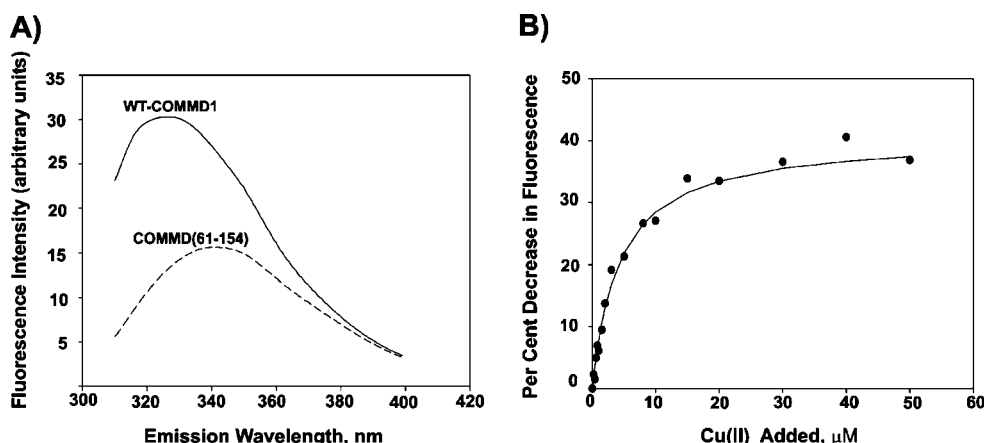 A)
Fluorescence Intensity (arbitrary units)
35
30
25
20
15
10
5
WT-COMMD1
COMMD(61-154)
300 320 340 360 380 400 420
Emission Wavelength, nm
B)
Per Cent Decrease in Fluorescence
50
40
30
20
10
0
0 10 20 30 40 50 60
Cu(II) Added, µM